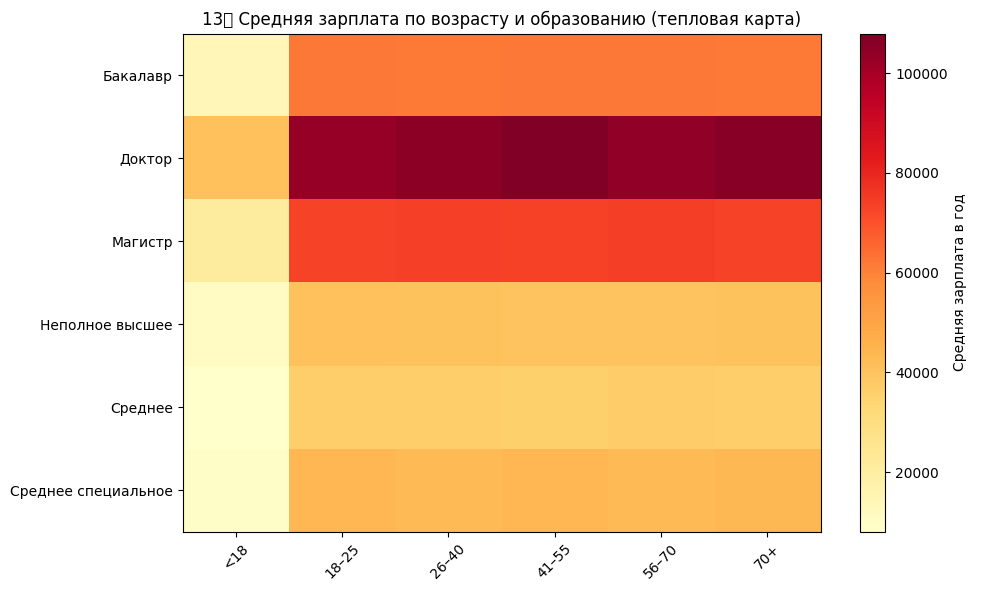 13▯ Средняя зарплата по возрасту и образованию (тепловая карта)
Бакалавр
Доктор
Магистр
Неполное высшее
Среднее
Среднее специальное
<18
18–25
26–40
41–55
56–70
70+
100000
80000
60000
40000
20000
Средняя зарплата в год